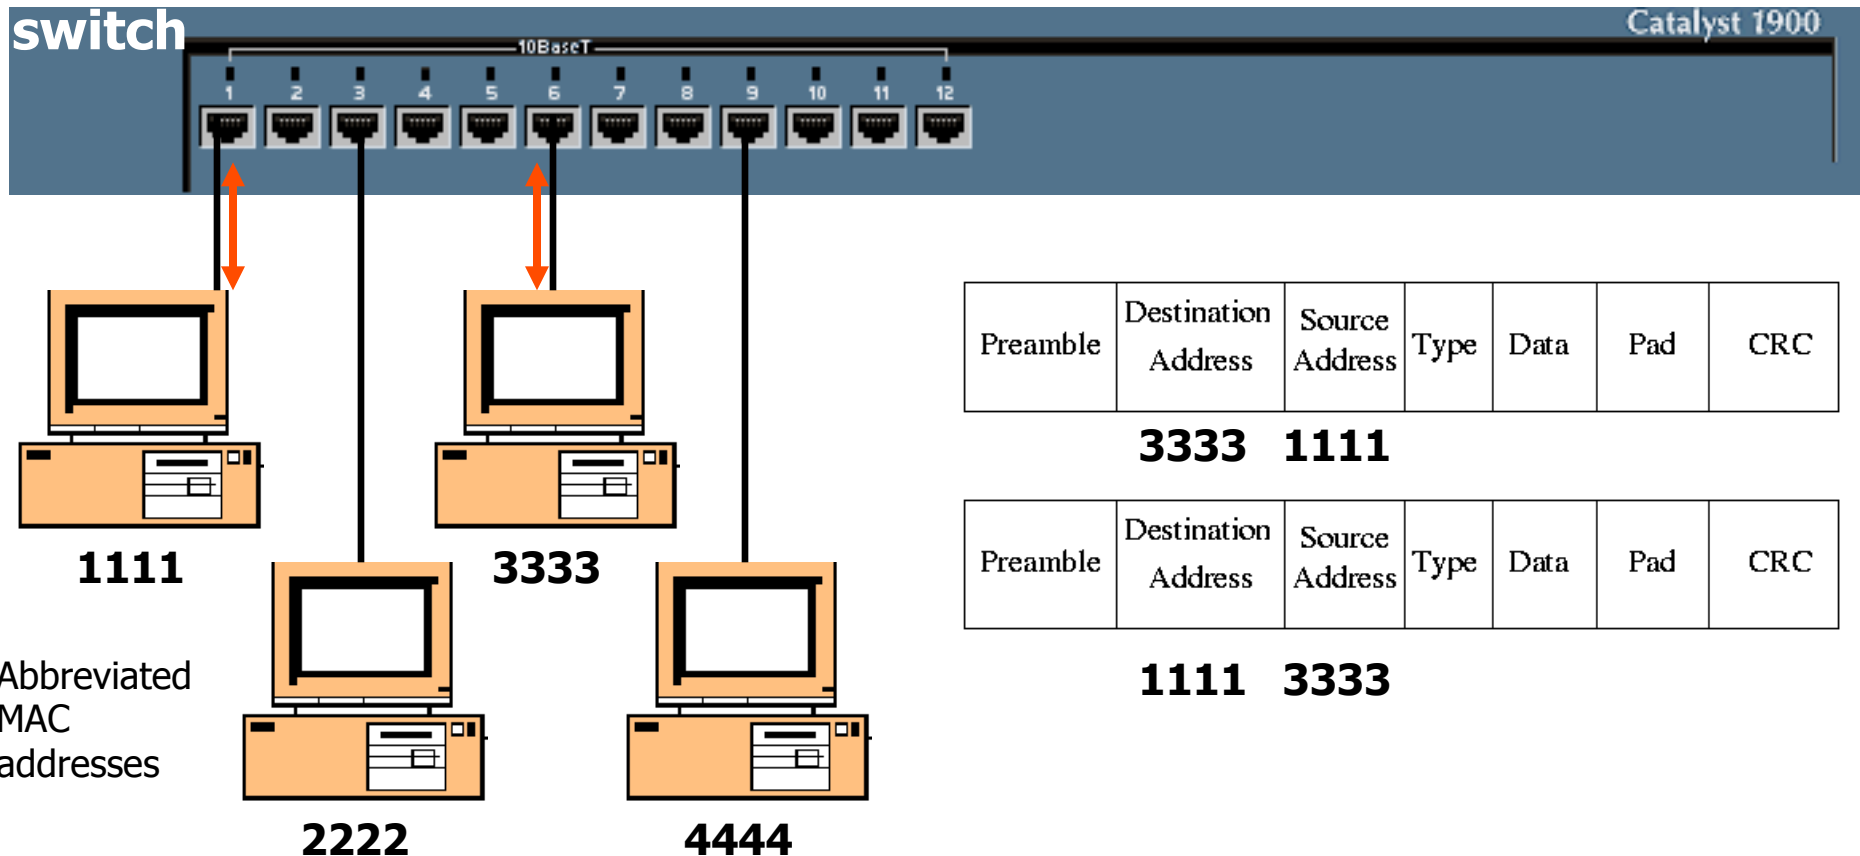 switch
Catalyst 1900
10BaseT
1 2 3 4 5 6 7 8 9 10 11 12
Preamble
Destination
Address
Source
Address
Type
Data
Pad
CRC
3333 1111
Preamble
Destination
Address
Source
Address
Type
Data
Pad
CRC
1111 3333
1111
3333
Abbreviated
MAC
addresses
2222
4444